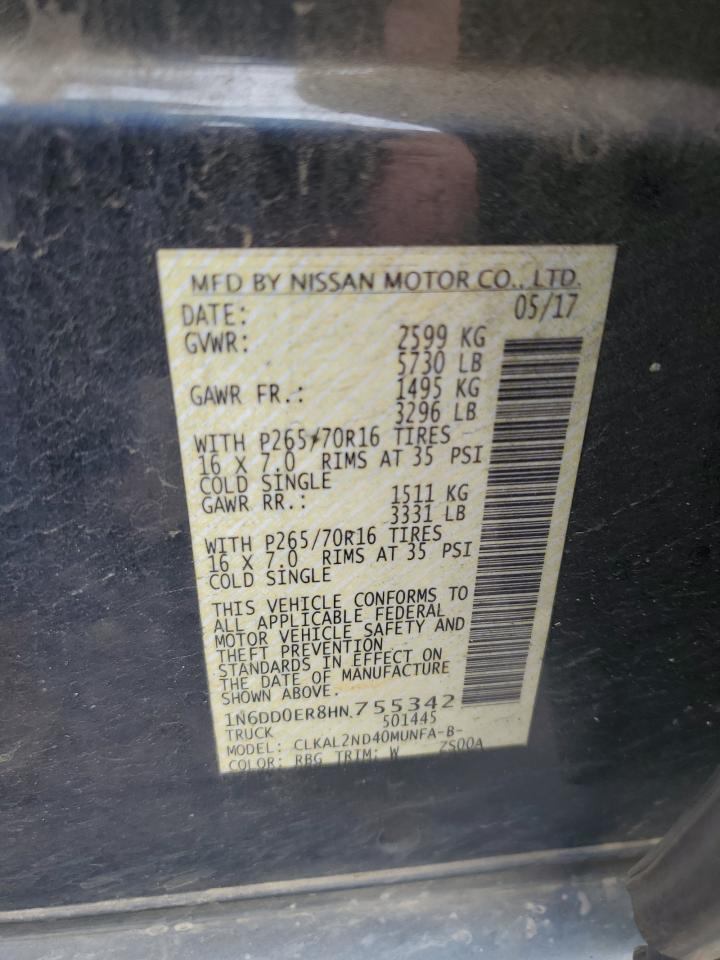 MFD BY NISSAN MOTOR CO., LTD.
DATE: 05/17
GVWR: 2599 KG
5730 LB
GAWR FR.: 1495 KG
3296 LB
WITH P265/70R16 TIRES
16 X 7.0 RIMS AT 35 PSI
COLD SINGLE
GAWR RR.: 1511 KG
3331 LB
WITH P265/70R16 TIRES
16 X 7.0 RIMS AT 35 PSI
COLD SINGLE
THIS VEHICLE CONFORMS TO
ALL APPLICABLE FEDERAL
MOTOR VEHICLE SAFETY AND
THEFT PREVENTION
STANDARDS IN EFFECT ON
THE DATE OF MANUFACTURE
SHOWN ABOVE.
1N6DD0ER8HN.755342
TRUCK 501445
MODEL: CLKAL2ND40MUNFA-B-
COLOR: RBG TRIM: W ZS00A